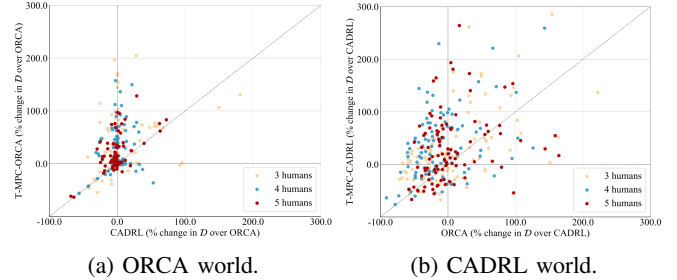 300.0
200.0
100.0
0.0
-100.0
-100.0
0.0
100.0
200.0
300.0
T-MPC-ORCA (% change in D over ORCA)
CADRL (% change in D over ORCA)
3 humans
4 humans
5 humans
(a) ORCA world.
300.0
200.0
100.0
0.0
-100.0
-100.0
0.0
100.0
200.0
300.0
T-MPC-CADRL (% change in D over CADRL)
ORCA (% change in D over CADRL)
3 humans
4 humans
5 humans
(b) CADRL world.